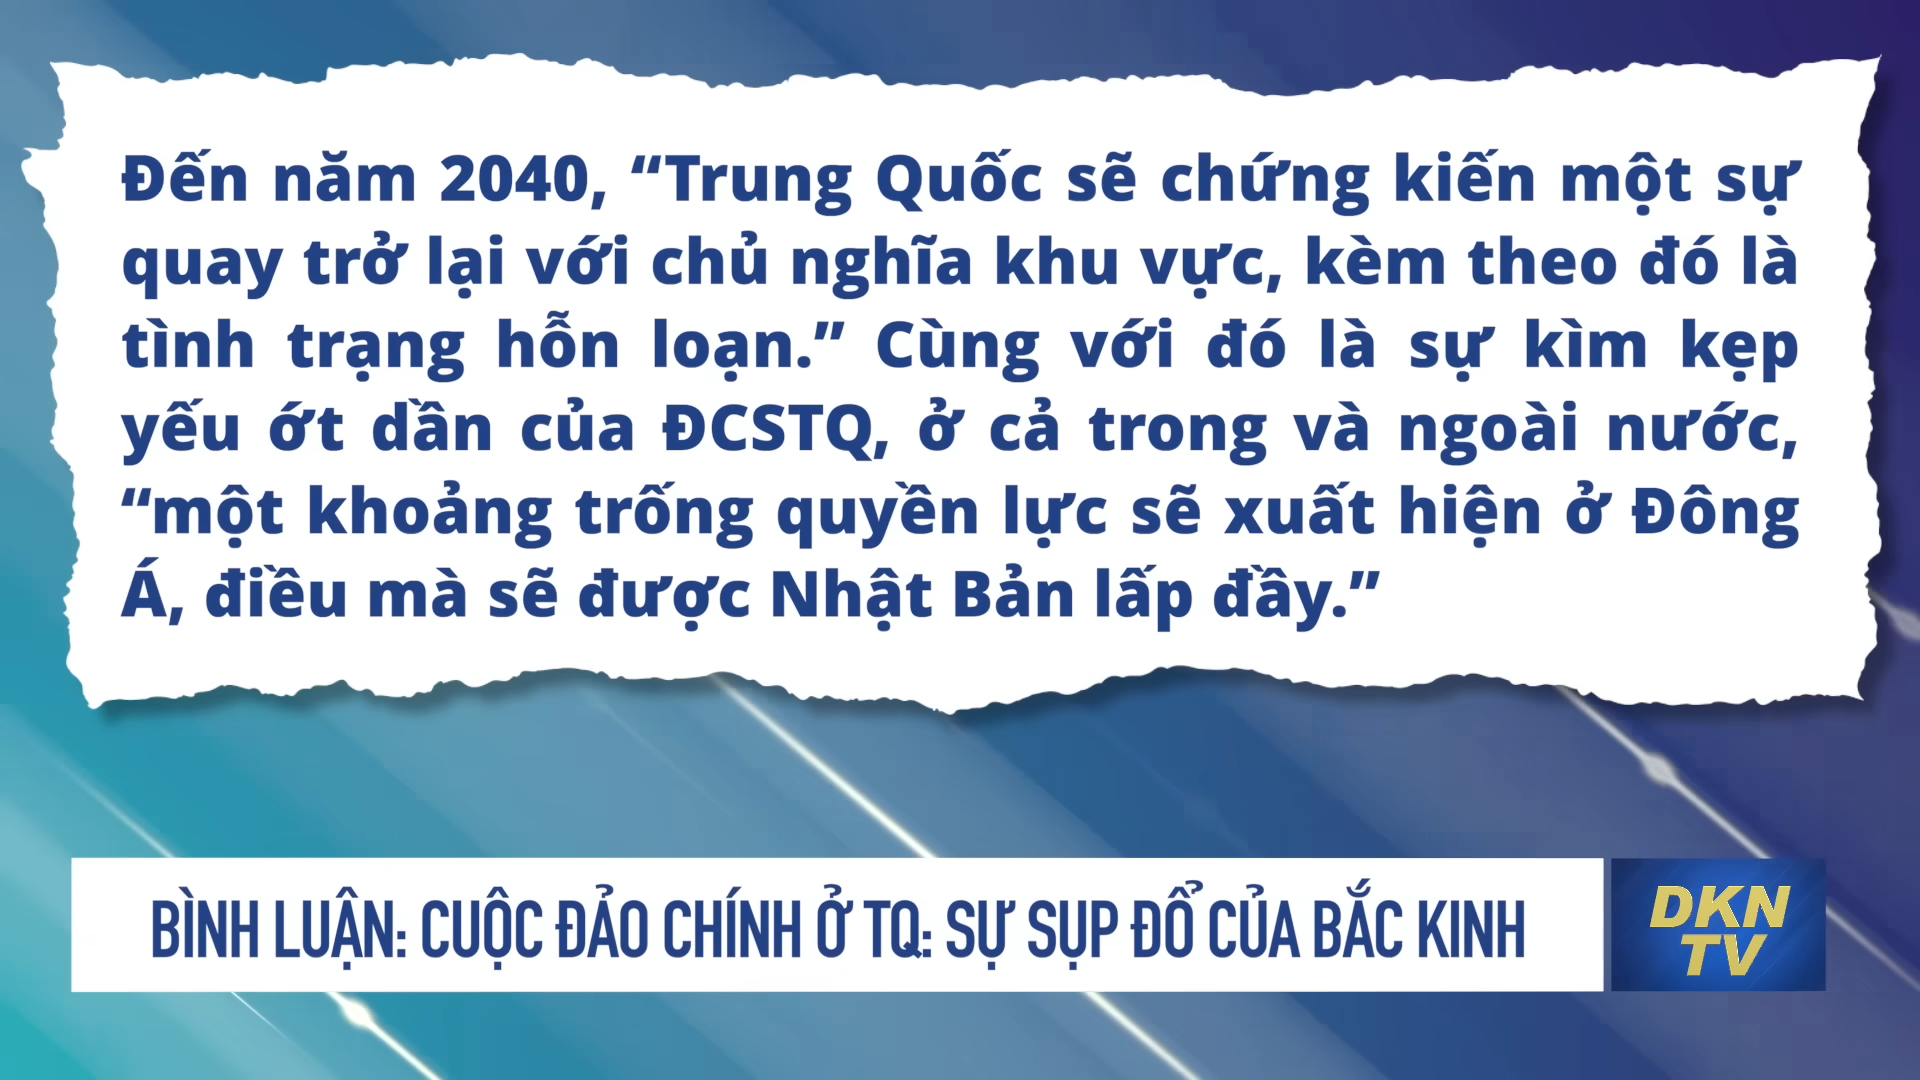 Đến năm 2040, “Trung Quốc sẽ chứng kiến một sự
quay trở lại với chủ nghĩa khu vực, kèm theo đó là
tình trạng hỗn loạn.” Cùng với đó là sự kìm kẹp
yếu ớt dần của ĐCSTQ, ở cả trong và ngoài nước,
“một khoảng trống quyền lực sẽ xuất hiện ở Đông
Á, điều mà sẽ được Nhật Bản lấp đầy.”
BÌNH LUẬN: CUỘC ĐẢO CHÍNH Ở TQ: SỰ SỤP ĐỔ CỦA BẮC KINH
DKN
TV